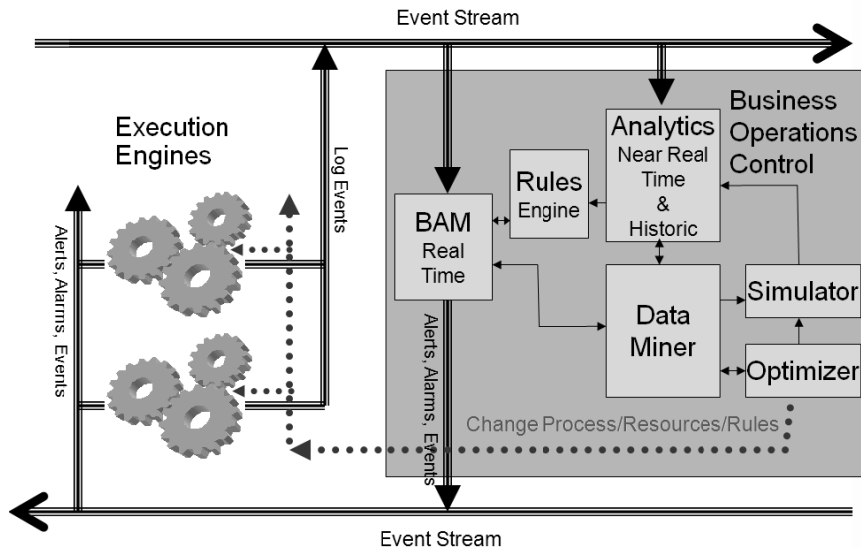 Event Stream
Execution
Engines
Log Events
Alerts, Alarms, Events
Business
Operations
Control
Analytics
Near Real
Time
&
Historic
Rules
Engine
BAM
Real
Time
Data
Miner
Simulator
Optimizer
Alerts, Alarms, Events
Change Process/Resources/Rules
Event Stream